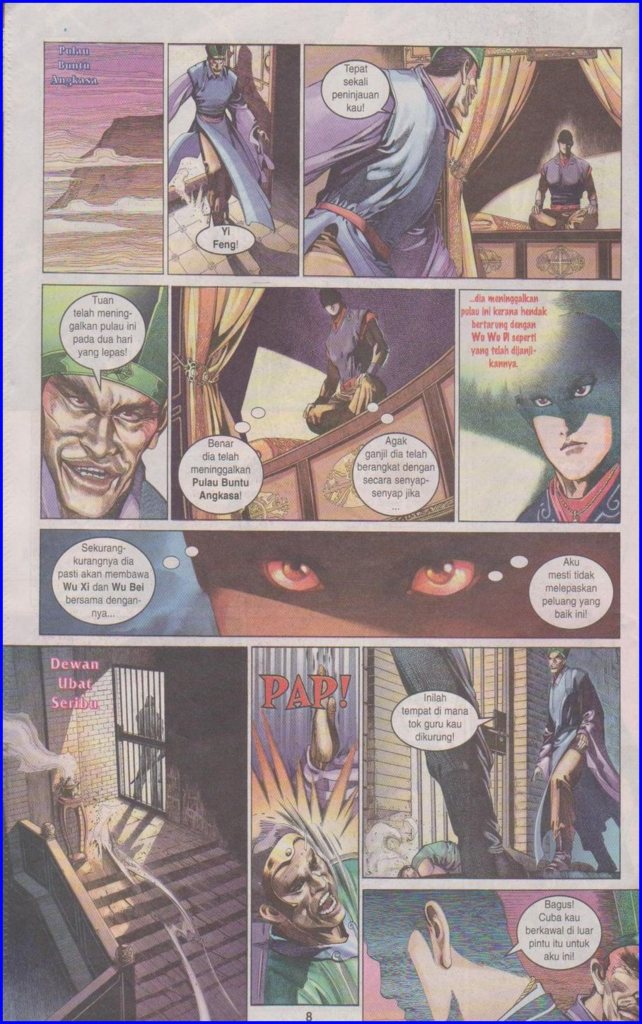 Pulau
Buntu
Angkasa
Yi
Feng!
Tepat
sekali
peninjauan
kau!
Tuan
telah mening-
galkan pulau ini
pada dua hari
yang lepas!
Benar
dia telah
meninggalkan
Pulau Buntu
Angkasa!
Agak
ganjil dia telah
berangkat dengan
secara senyap-
senyap jika
...
...dia meninggalkan
pulau ini kerana hendak
bertarung dengan
Wu Wu Di seperti
yang telah dijanji-
kannya.
Sekurang-
kurangnya dia
pasti akan membawa
Wu Xi dan Wu Bei
bersama dengan-
nya...
Aku
mesti tidak
melepaskan
peluang yang
baik ini!
Dewan
Ubat
Seribu
PAP!
Inilah
tempat di mana
tok guru kau
dikurung!
Bagus!
Cuba kau
berkawal di luar
pintu itu untuk
aku ini!
8